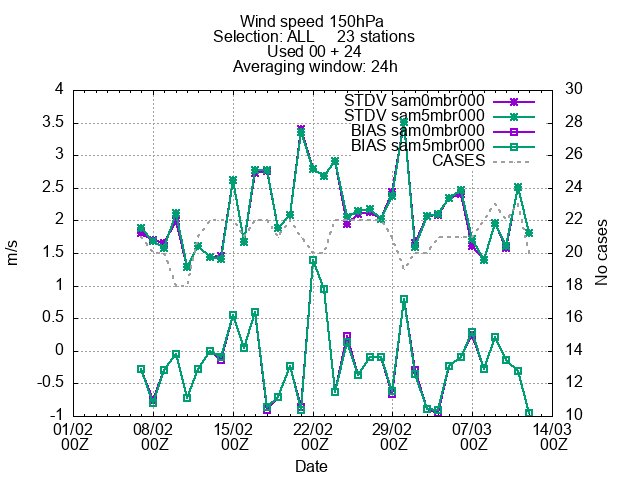 Wind speed 150hPa
Selection: ALL 23 stations
Used 00 + 24
Averaging window: 24h
STDV sam0mbr000
STDV sam5mbr000
BIAS sam0mbr000
BIAS sam5mbr000
CASES
4
3.5
3
2.5
2
1.5
1
0.5
0
-0.5
-1
m/s
30
28
26
24
22
20
18
16
14
12
10
No cases
01/02 08/02 15/02 22/02 29/02 07/03 14/03
00Z 00Z 00Z 00Z 00Z 00Z 00Z
Date